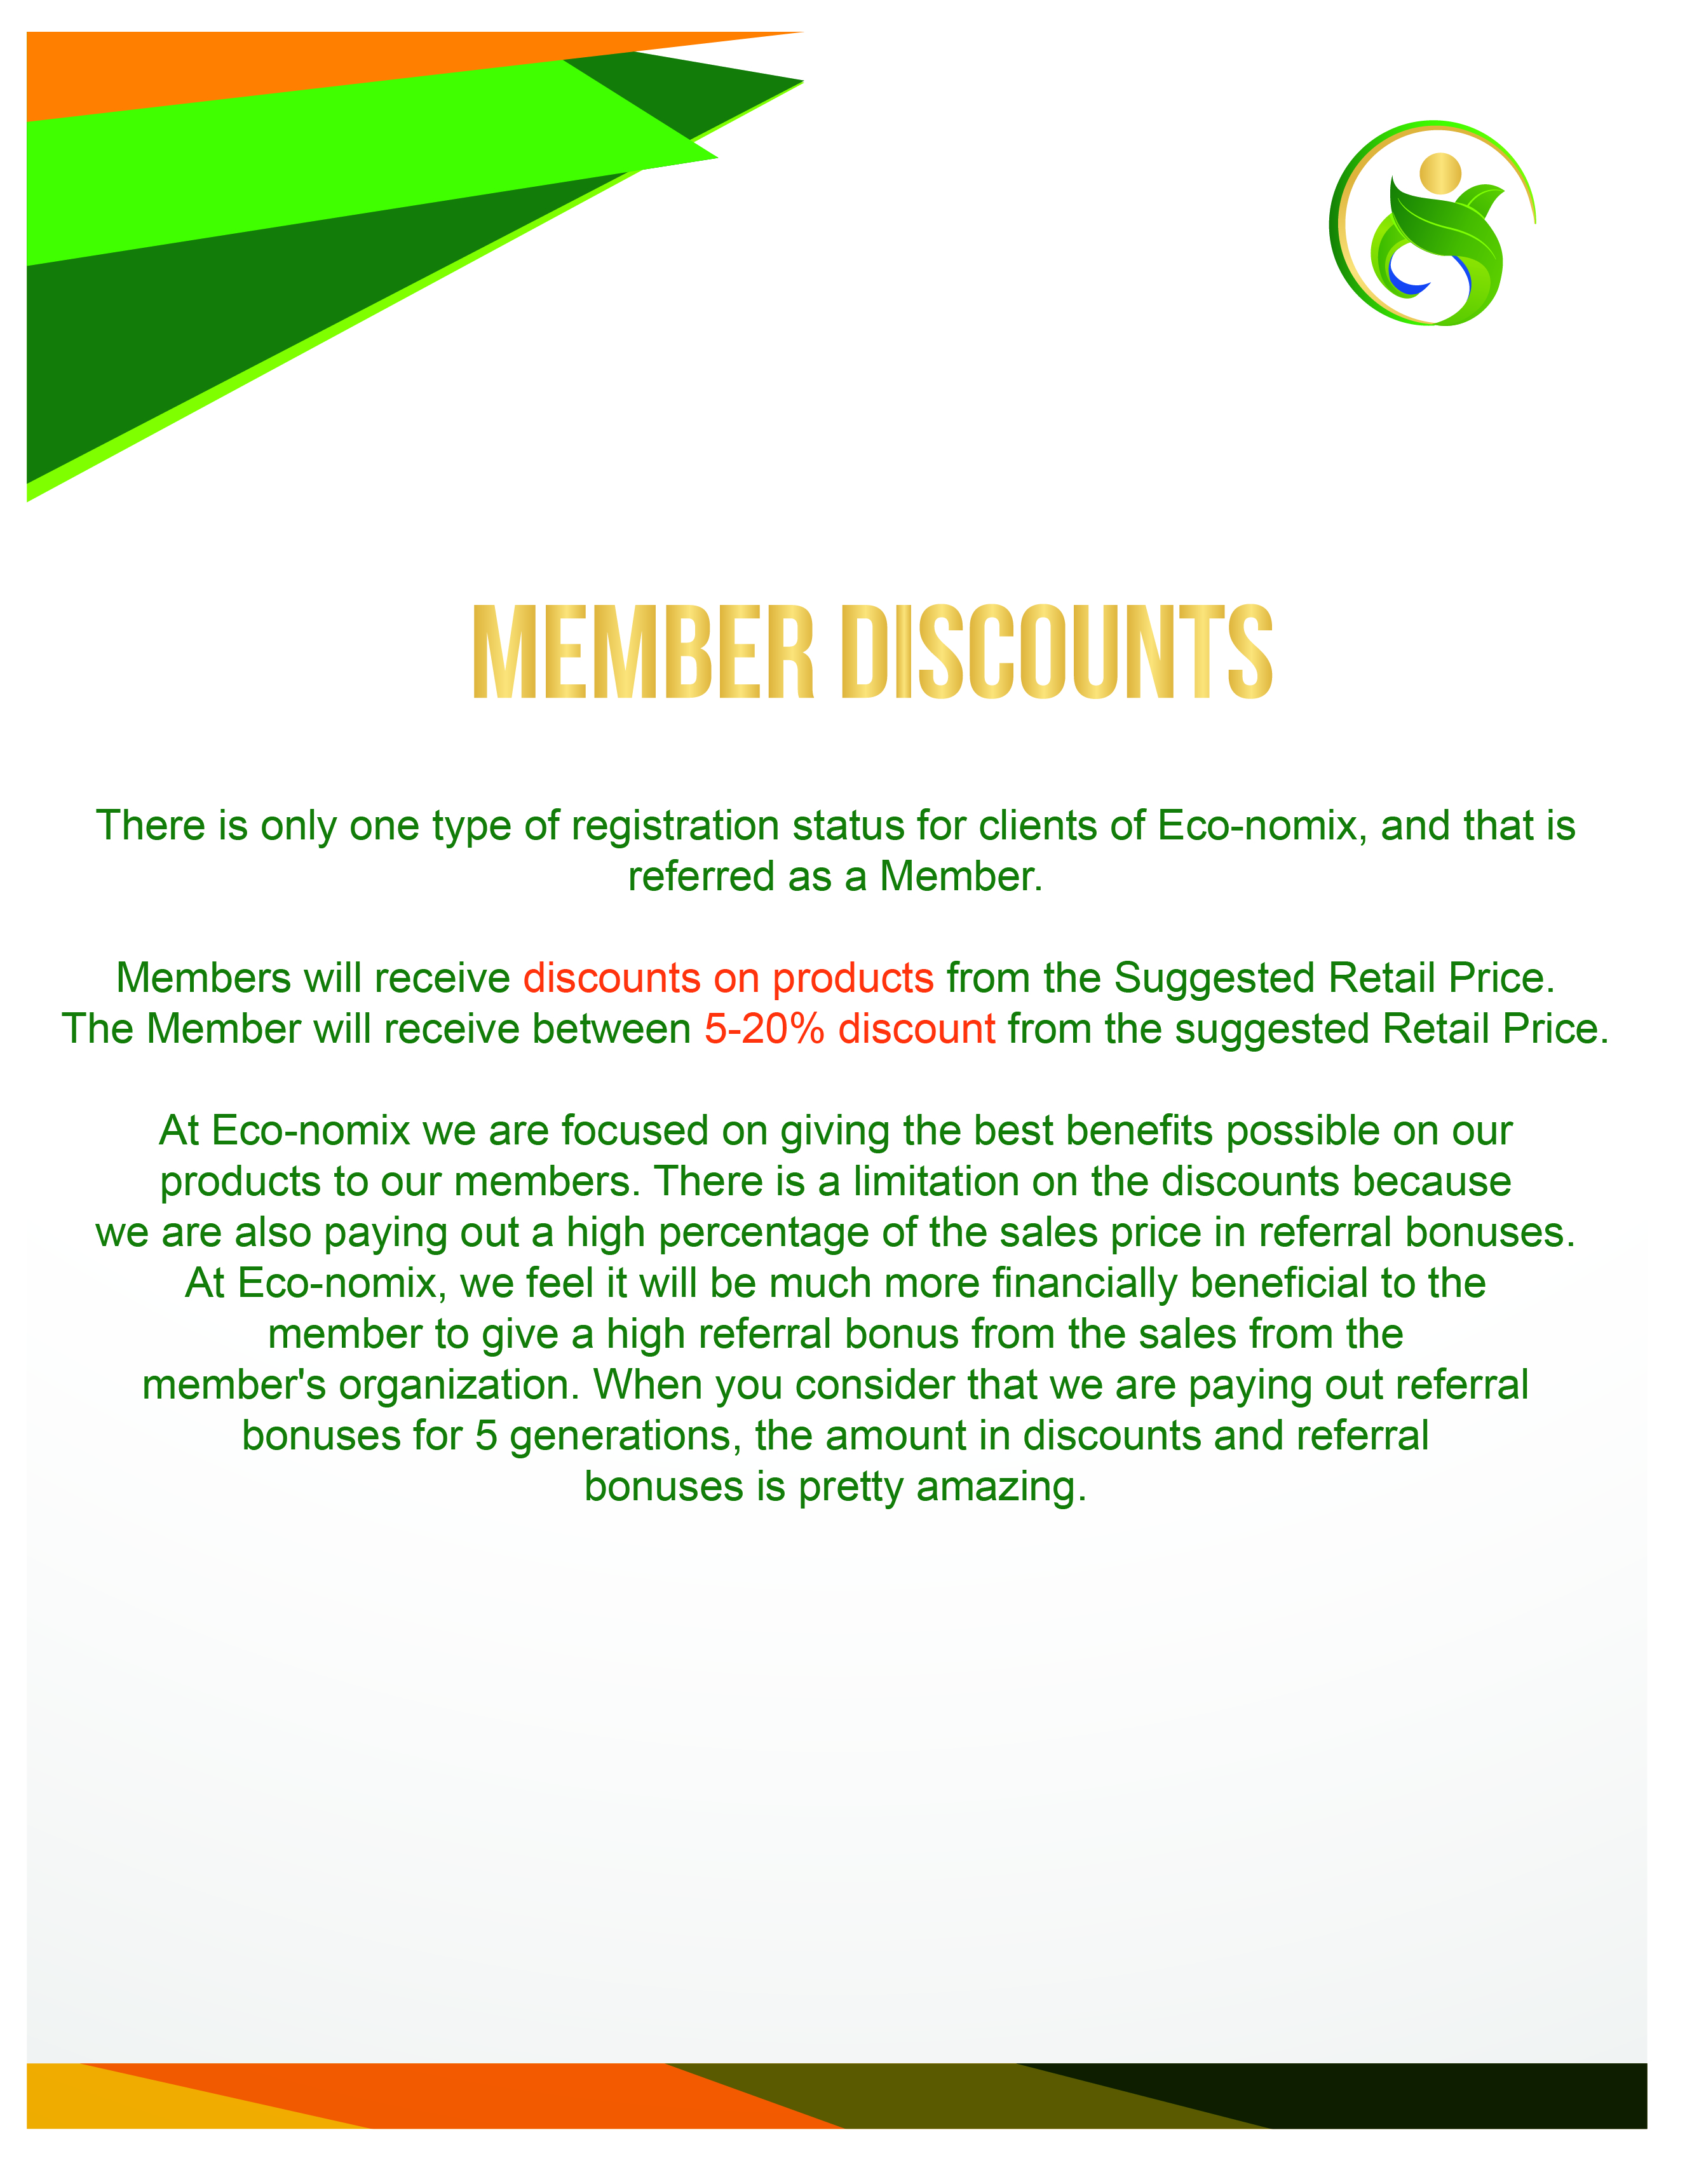 MEMBER DISCOUNTS
There is only one type of registration status for clients of Eco-nomix, and that is
referred as a Member.
Members will receive discounts on products from the Suggested Retail Price.
The Member will receive between 5-20% discount from the suggested Retail Price.
At Eco-nomix we are focused on giving the best benefits possible on our
products to our members. There is a limitation on the discounts because
we are also paying out a high percentage of the sales price in referral bonuses.
At Eco-nomix, we feel it will be much more financially beneficial to the
member to give a high referral bonus from the sales from the
member's organization. When you consider that we are paying out referral
bonuses for 5 generations, the amount in discounts and referral
bonuses is pretty amazing.